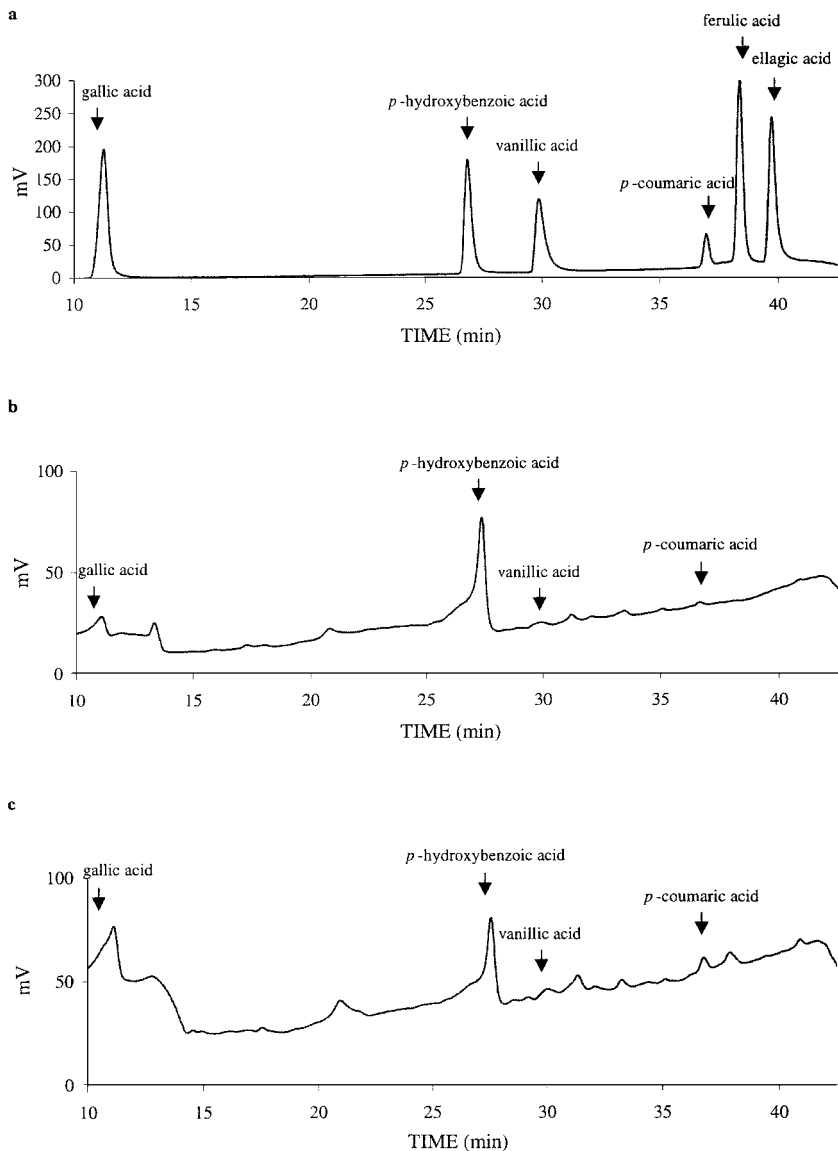 a
ferulic acid
ellagic acid
gallic acid
p-hydroxybenzoic acid
vanillic acid
p-coumaric acid
300
250
200
150
100
50
0
mV
10 15 20 25 30 35 40
TIME (min)
b
p-hydroxybenzoic acid
gallic acid
vanillic acid
p-coumaric acid
100
50
0
mV
10 15 20 25 30 35 40
TIME (min)
c
gallic acid
p-hydroxybenzoic acid
vanillic acid
p-coumaric acid
100
50
0
mV
10 15 20 25 30 35 40
TIME (min)